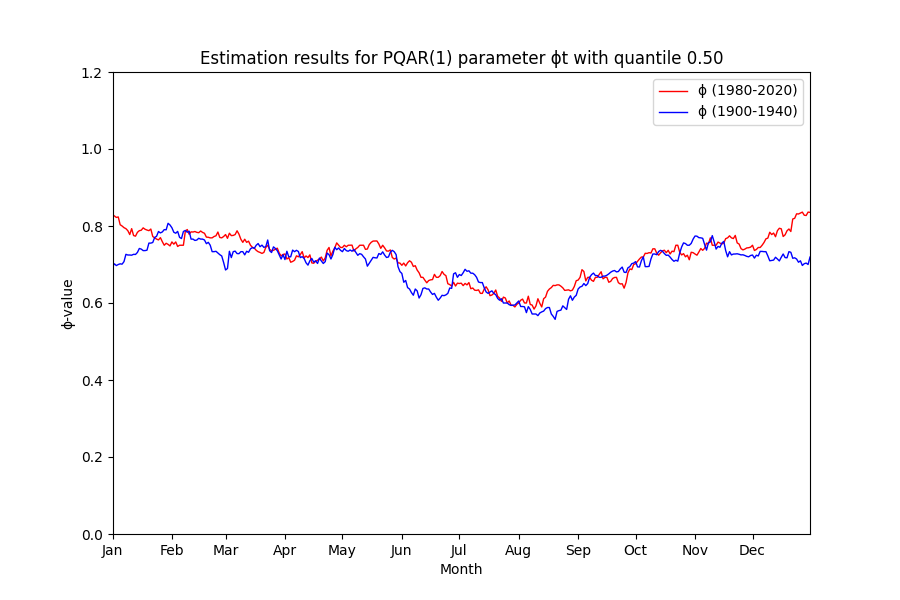 Estimation results for PQAR(1) parameter ϕt with quantile 0.50
1.2
1.0
0.8
0.6
0.4
0.2
0.0
ϕ-value
ϕ (1980-2020)
ϕ (1900-1940)
Jan Feb Mar Apr May Jun Jul Aug Sep Oct Nov Dec
Month